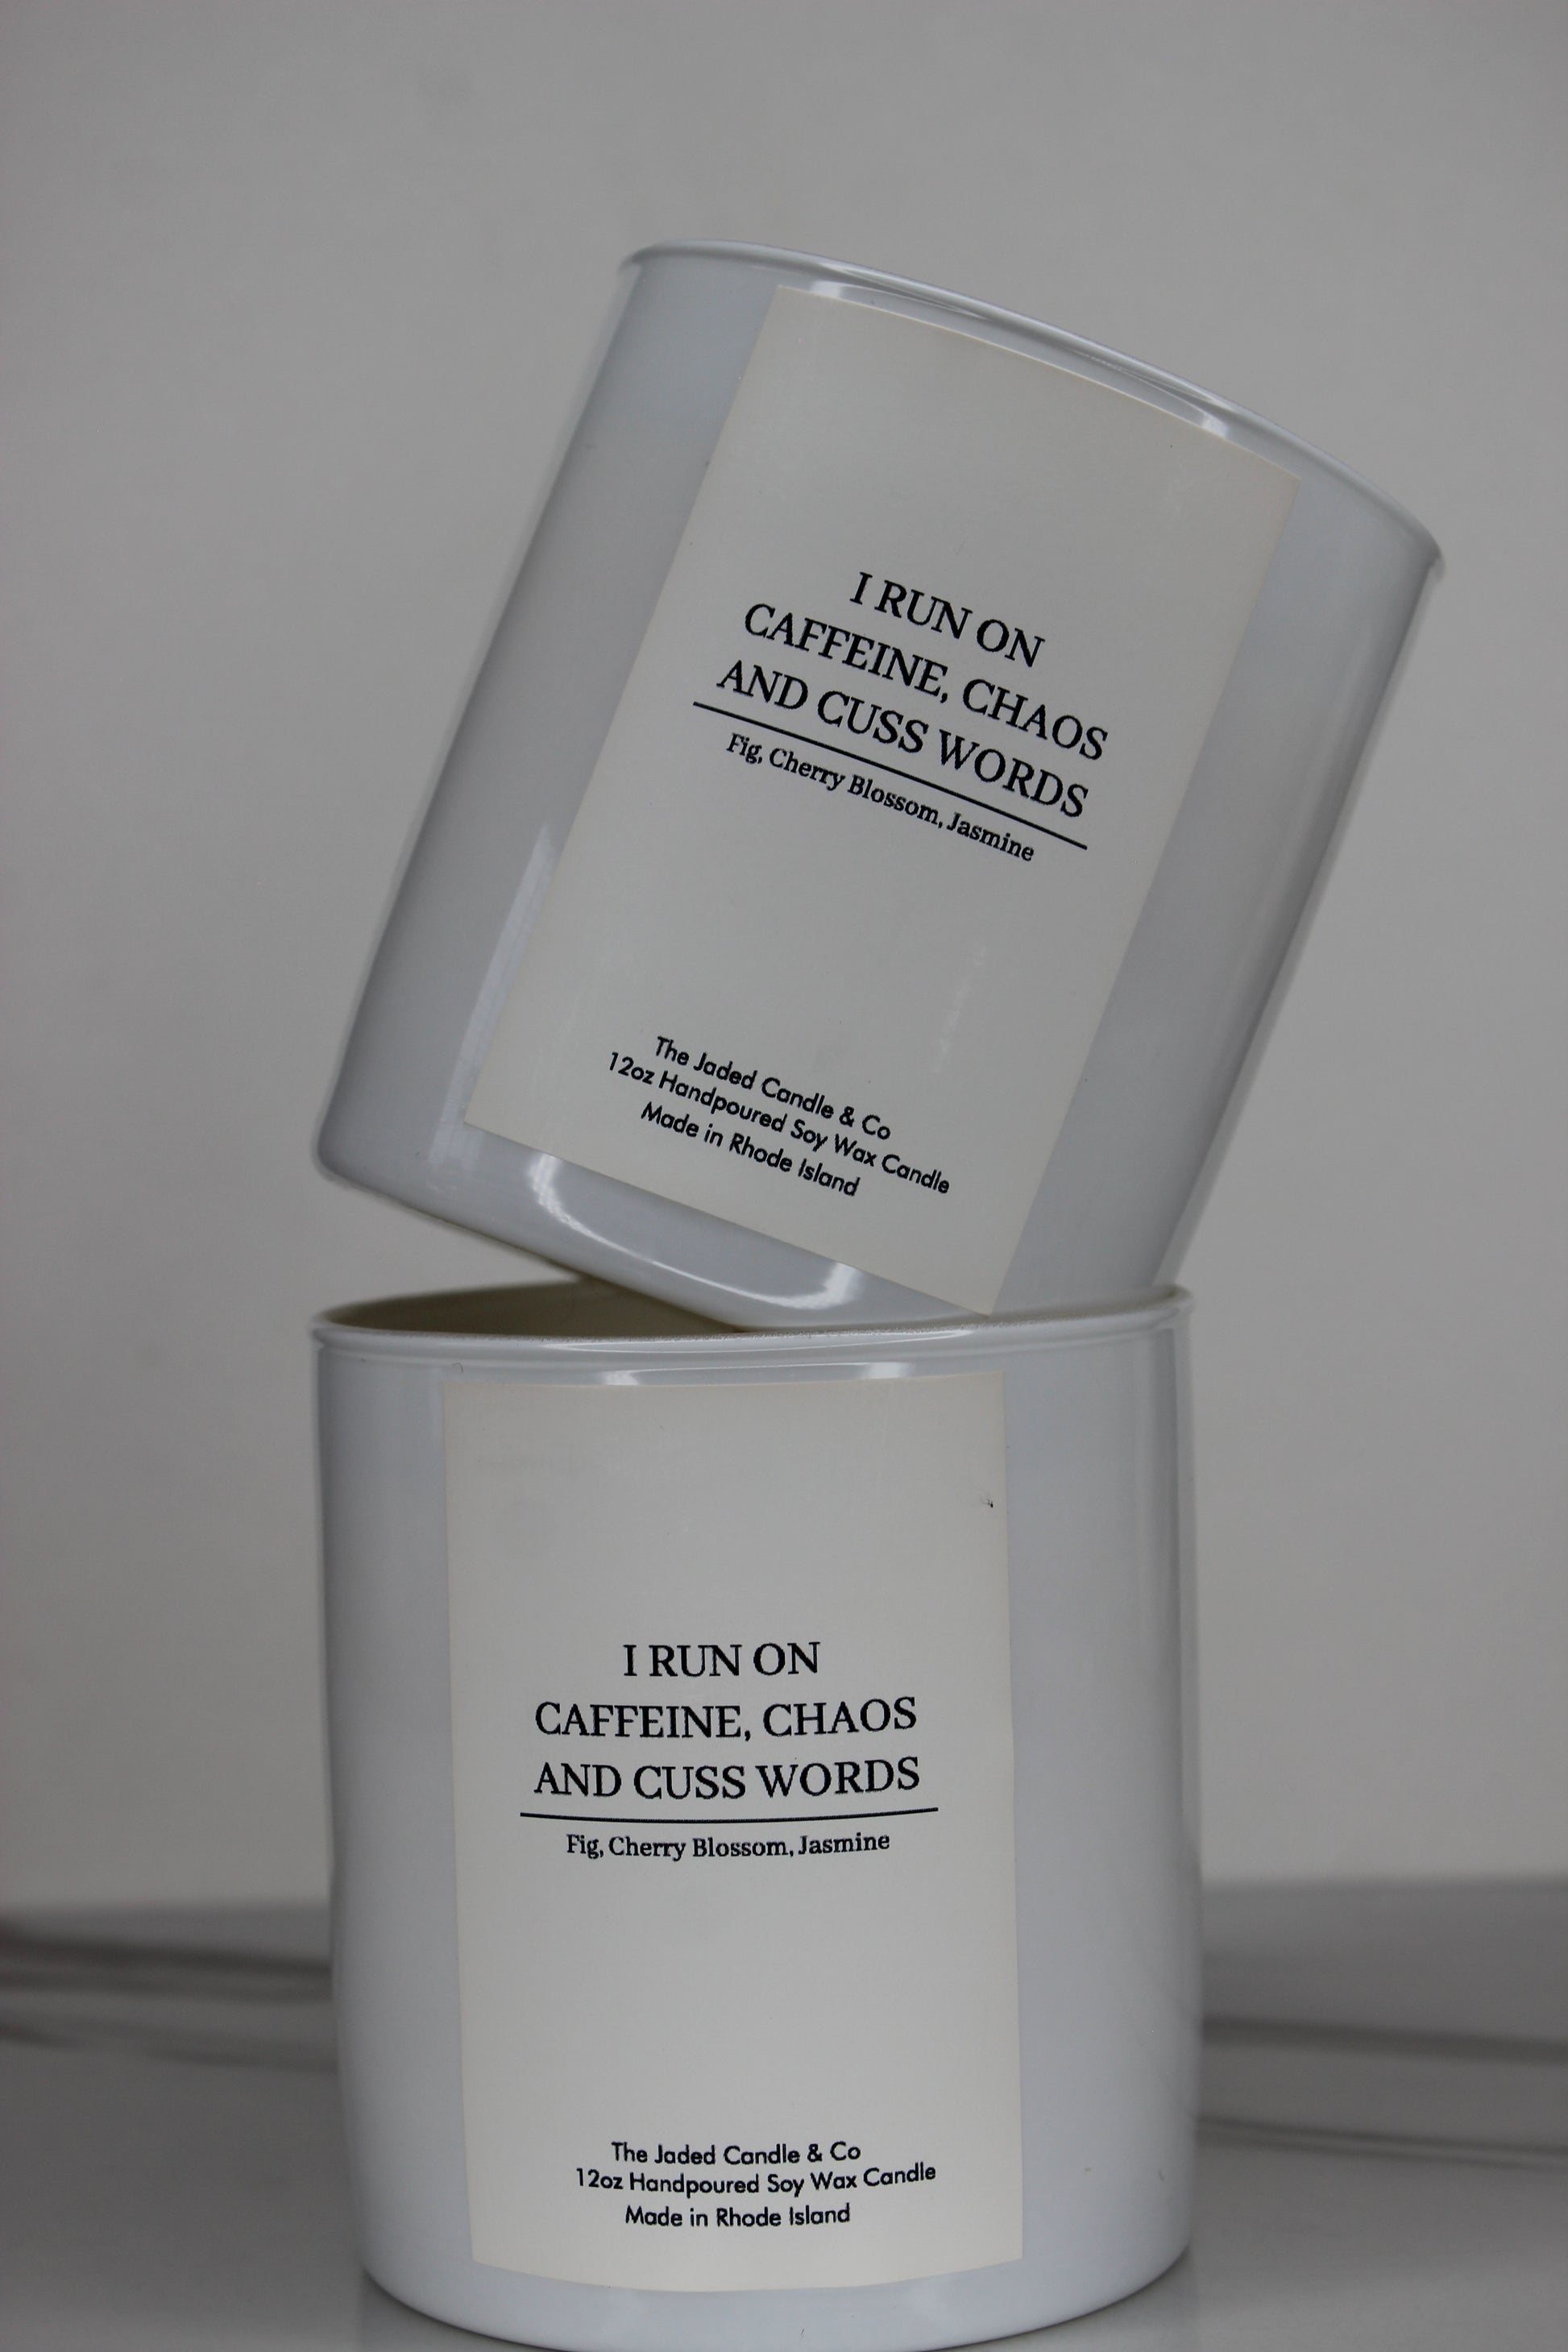 I RUN ON
CAFFEINE, CHAOS
AND CUSS WORDS
Fig, Cherry Blossom, Jasmine
The Jaded Candle & Co
12oz Handpoured Soy Wax Candle
Made in Rhode Island
I RUN ON
CAFFEINE, CHAOS
AND CUSS WORDS
Fig, Cherry Blossom, Jasmine
The Jaded Candle & Co
12oz Handpoured Soy Wax Candle
Made in Rhode Island